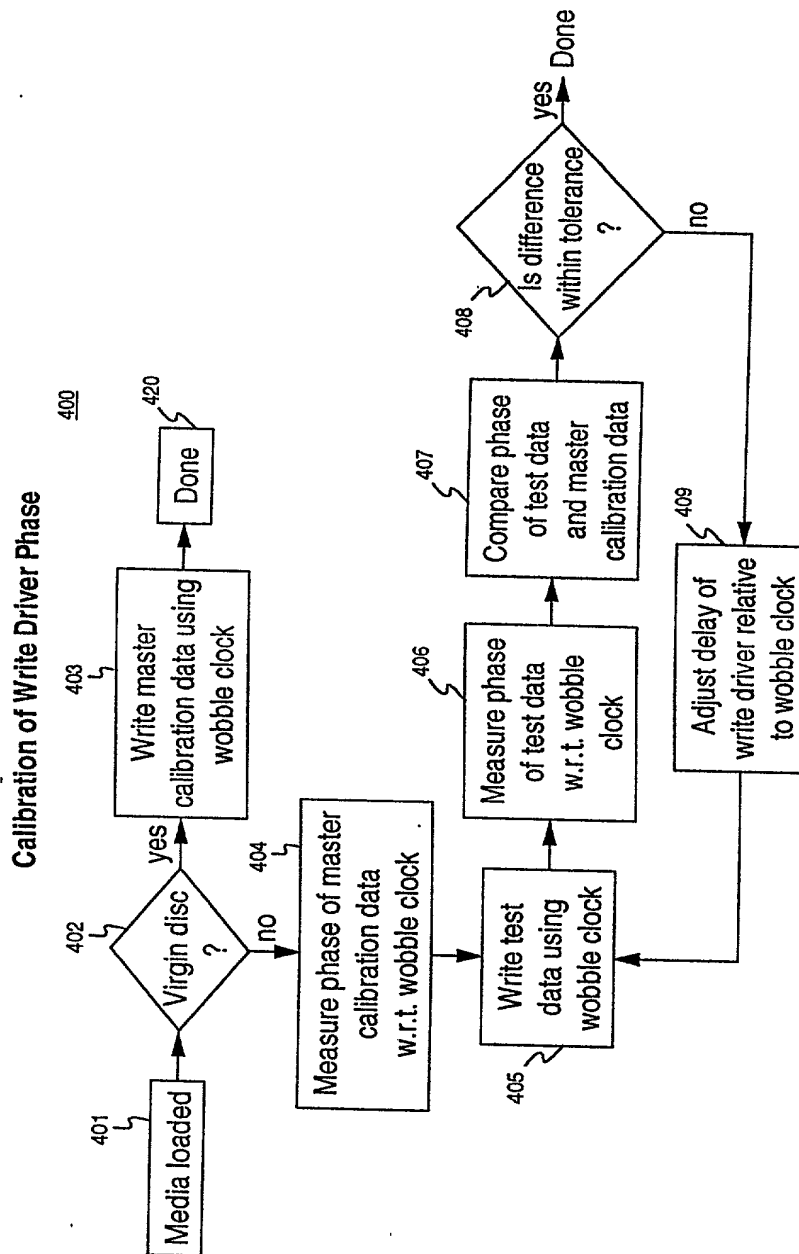 Calibration of Write Driver Phase
400
401
Media loaded
402
Virgin disc
?
yes
no
403
Write master
calibration data using
wobble clock
420
Done
404
Measure phase of master
calibration data
w.r.t. wobble clock
405
Write test
data using
wobble clock
406
Measure phase
of test data
w.r.t. wobble
clock
407
Compare phase
of test data
and master
calibration data
408
Is difference
within tolerance
?
yes
Done
no
409
Adjust delay of
write driver relative
to wobble clock